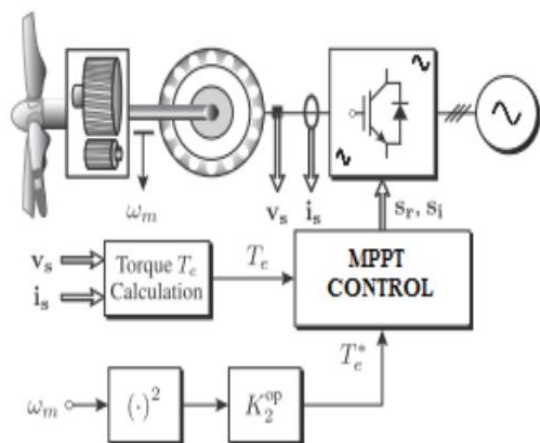 ω_m
v_s
i_s
s_r, s_i
v_s
i_s
Torque T_e
Calculation
T_e
MPPT
CONTROL
T_e^*
ω_m
(·)^2
K_2^op